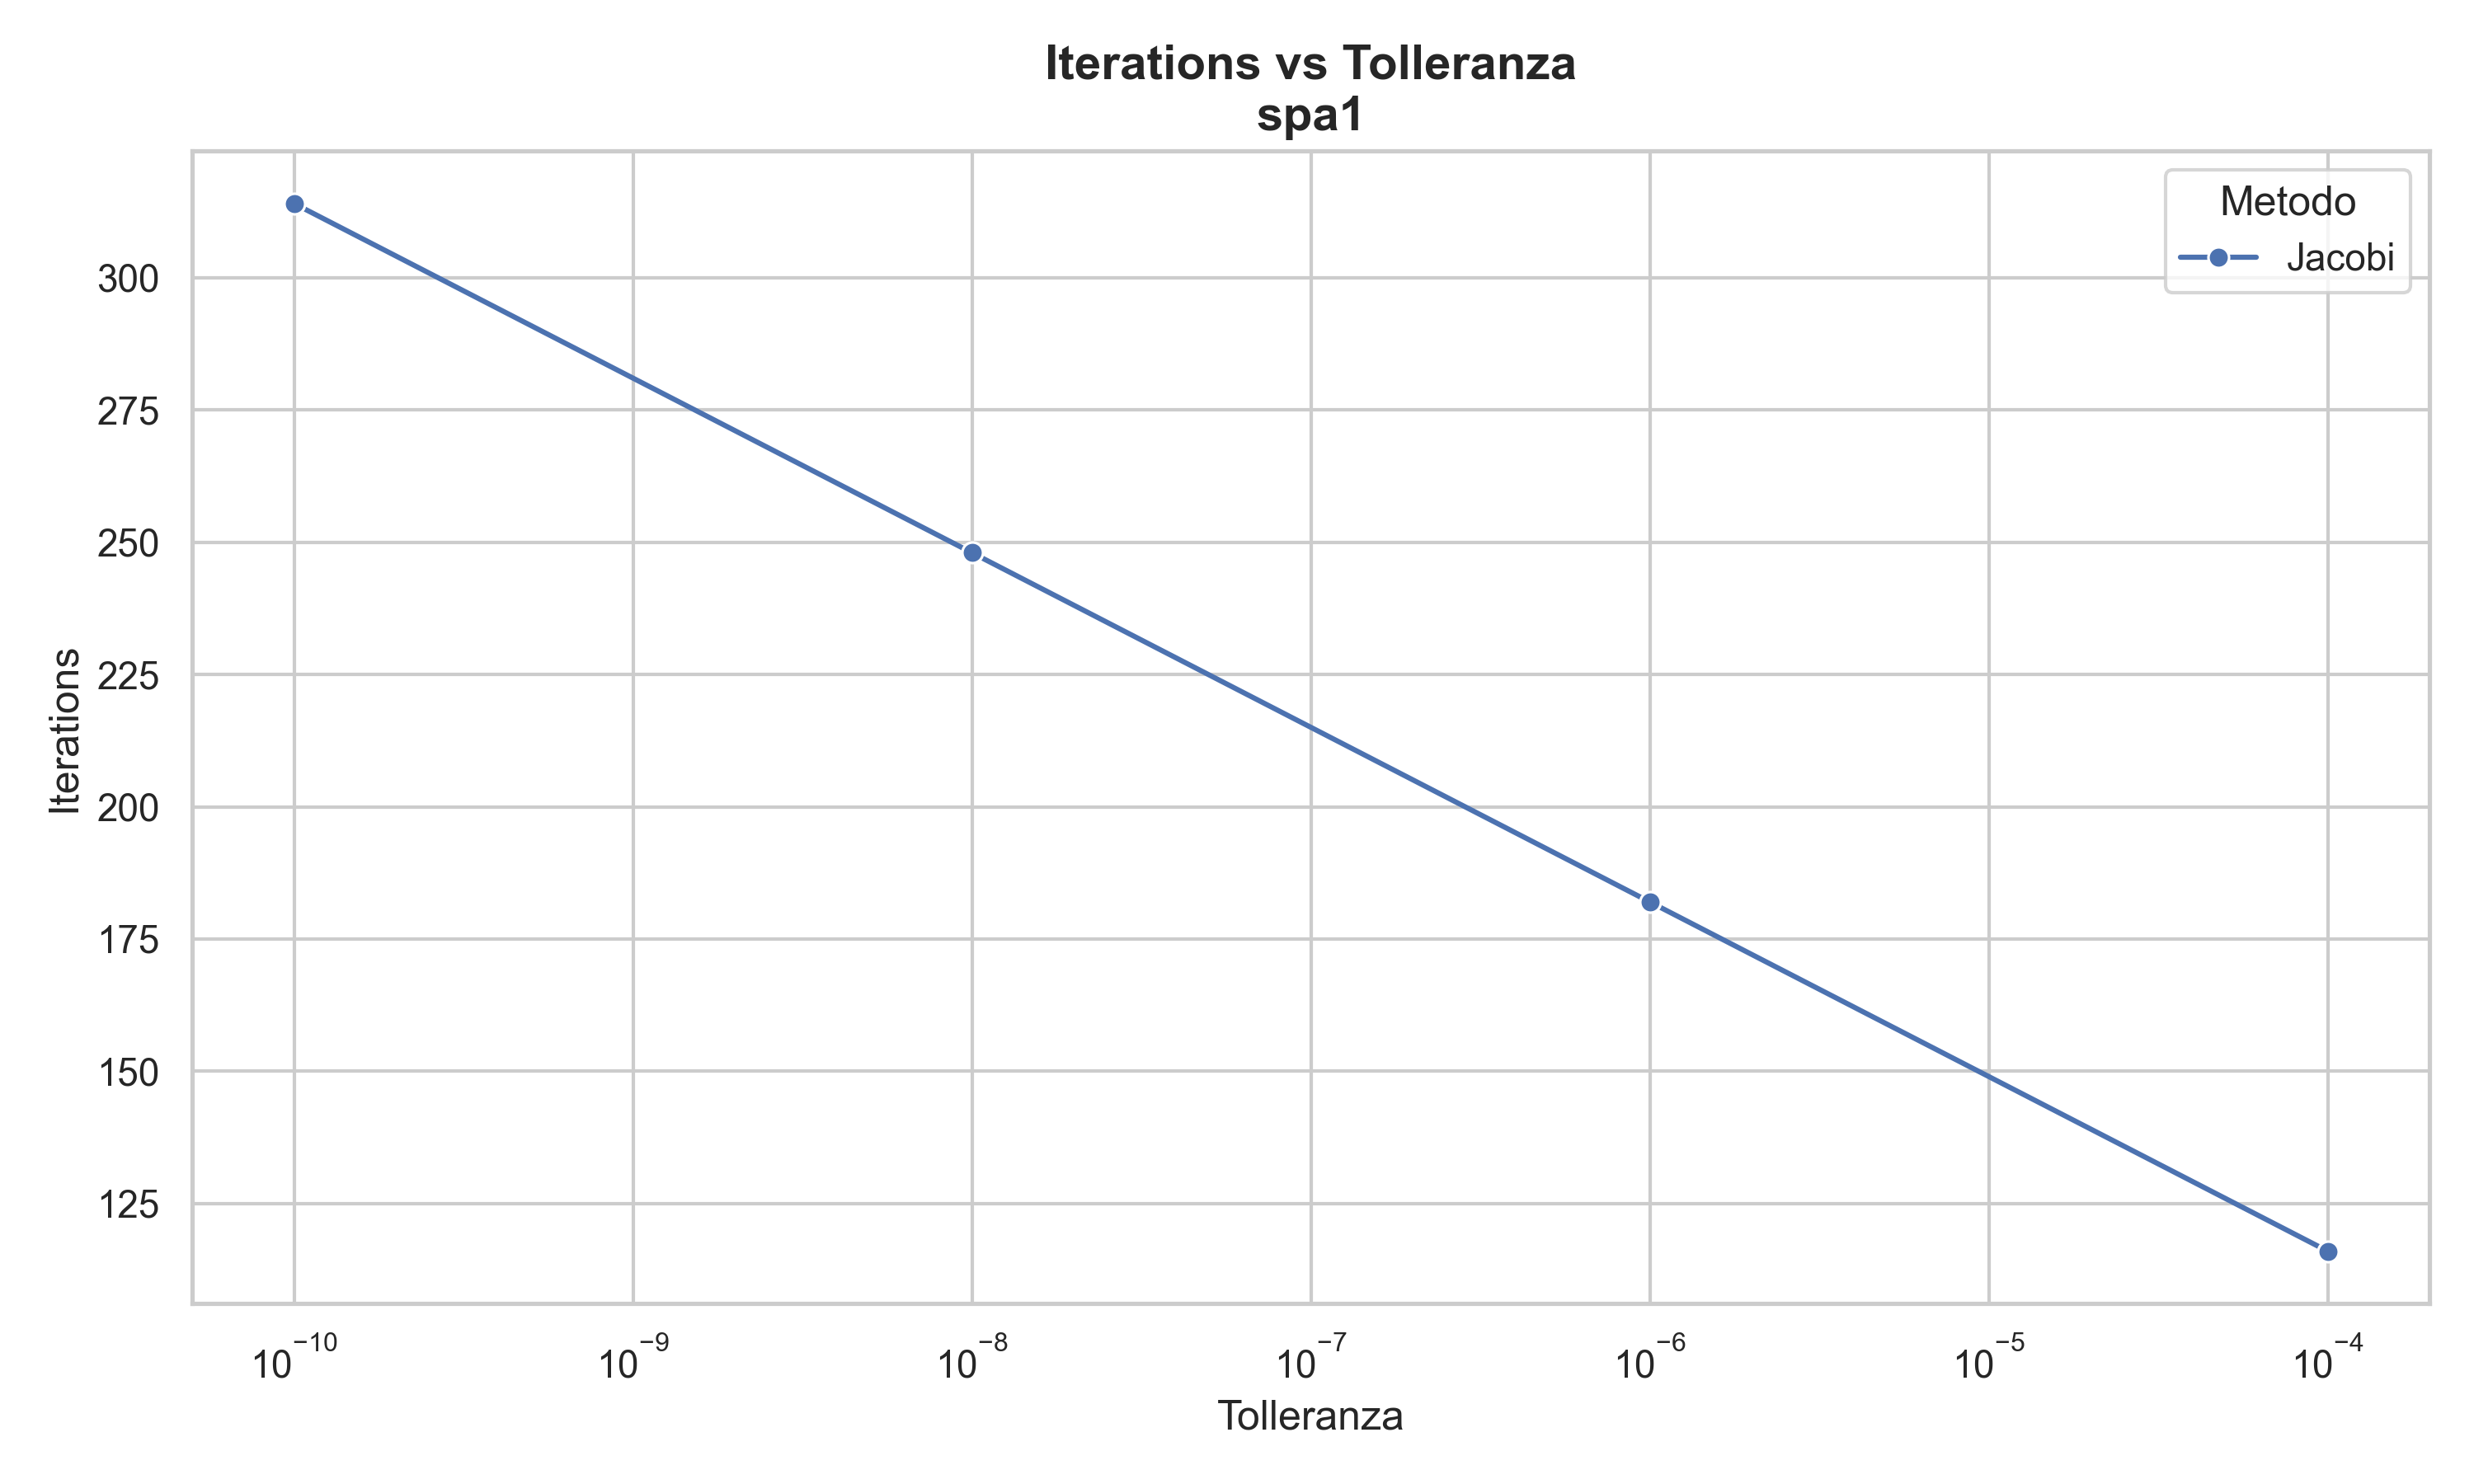 Iterations vs Tolleranza
spa1
Metodo
Jacobi
300
275
250
225
200
175
150
125
Iterations
10⁻¹⁰
10⁻⁹
10⁻⁸
10⁻⁷
10⁻⁶
10⁻⁵
10⁻⁴
Tolleranza